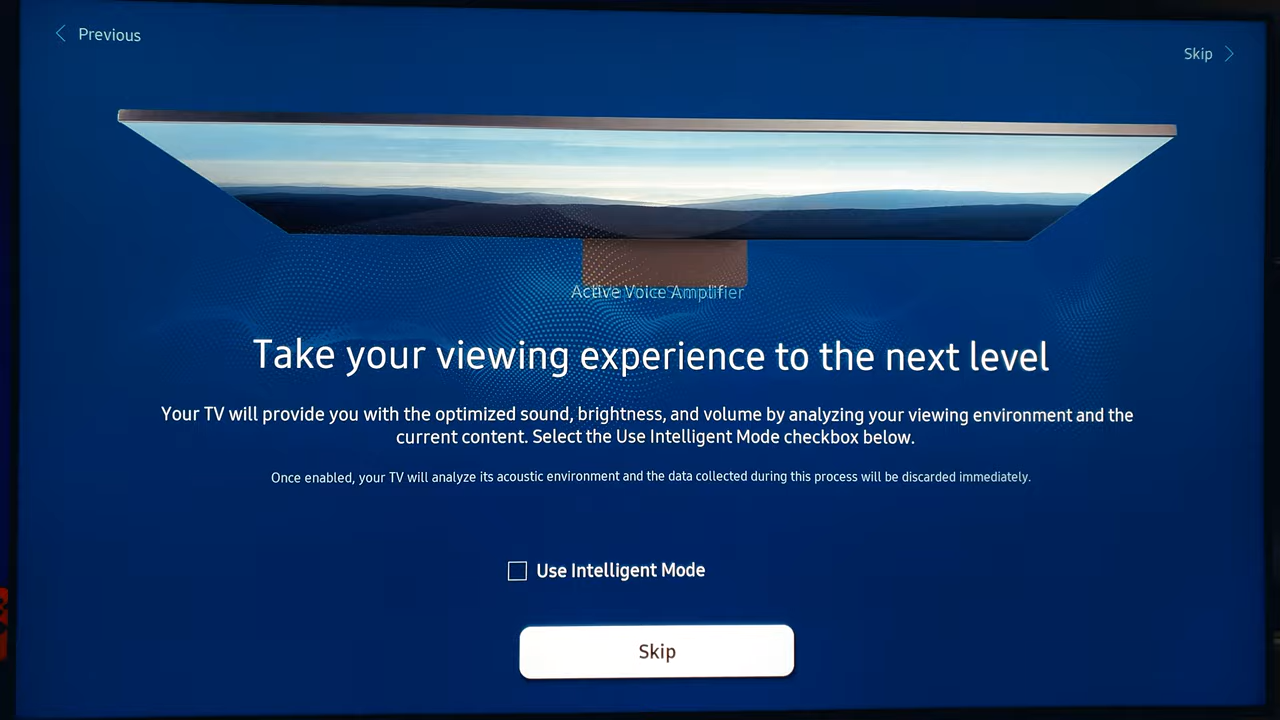 Previous
Skip
Active Voice Amplifier
Take your viewing experience to the next level
Your TV will provide you with the optimized sound, brightness, and volume by analyzing your viewing environment and the
current content. Select the Use Intelligent Mode checkbox below.
Once enabled, your TV will analyze its acoustic environment and the data collected during this process will be discarded immediately.
Use Intelligent Mode
Skip